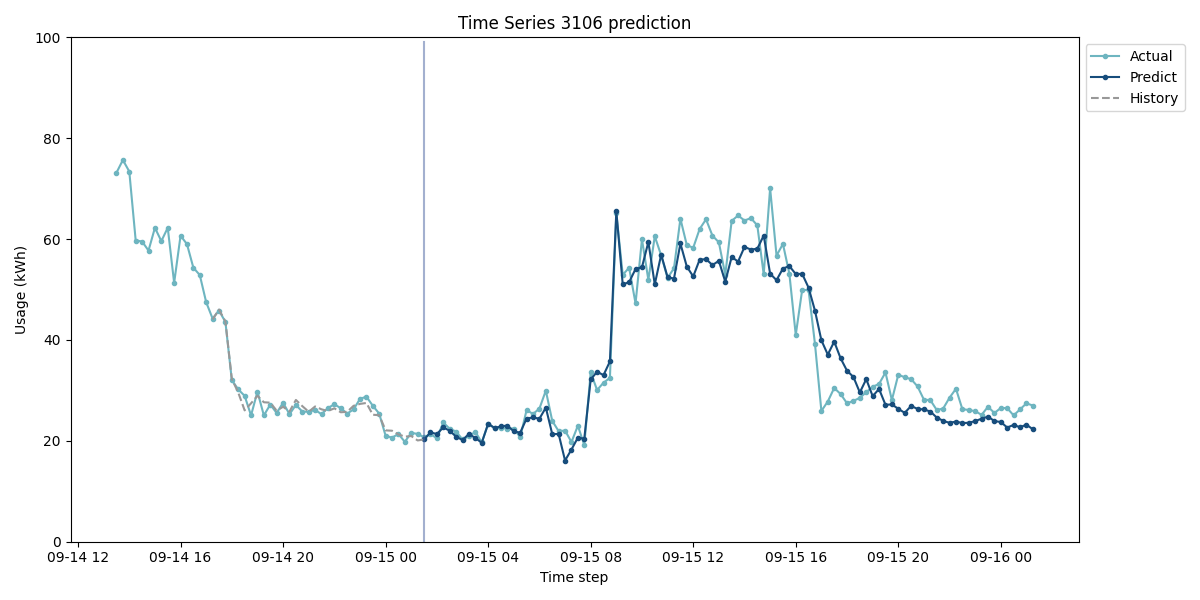 Time Series 3106 prediction
100
80
60
40
20
0
Usage (kWh)
09-14 12
09-14 16
09-14 20
09-15 00
09-15 04
09-15 08
09-15 12
09-15 16
09-15 20
09-16 00
Time step
Actual
Predict
History